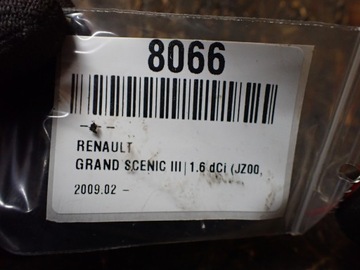 8066
- - -
RENAULT
GRAND SCENIC III | 1.6 dCi (JZ00,
2009.02 -